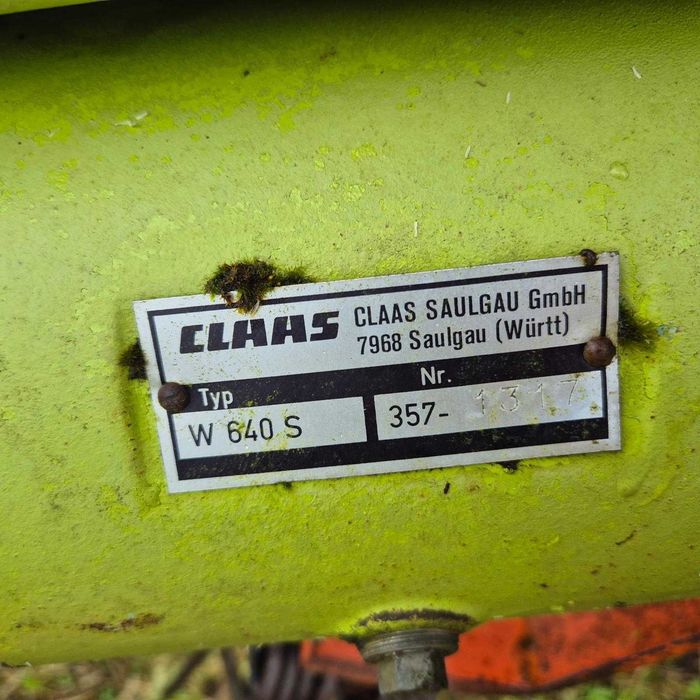 CLAAS CLAAS SAULGAU GmbH
7968 Saulgau (Württ)
Typ Nr.
W 640 S 357- 1317